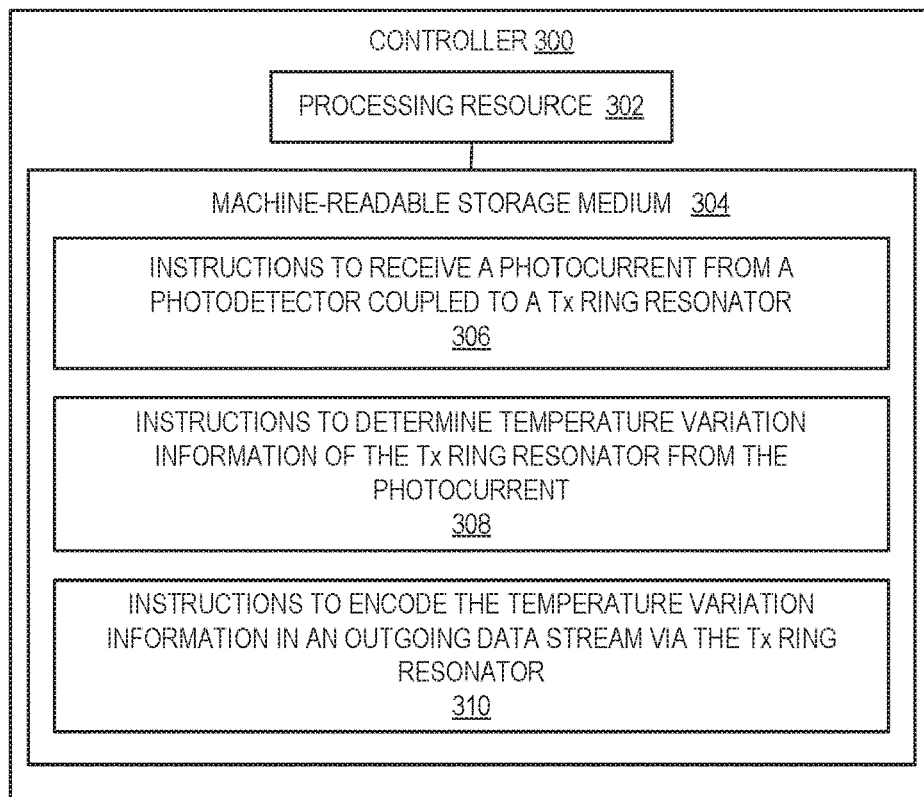 CONTROLLER 300
PROCESSING RESOURCE 302
MACHINE-READABLE STORAGE MEDIUM 304
INSTRUCTIONS TO RECEIVE A PHOTOCURRENT FROM A
PHOTODETECTOR COUPLED TO A Tx RING RESONATOR
306
INSTRUCTIONS TO DETERMINE TEMPERATURE VARIATION
INFORMATION OF THE Tx RING RESONATOR FROM THE
PHOTOCURRENT
308
INSTRUCTIONS TO ENCODE THE TEMPERATURE VARIATION
INFORMATION IN AN OUTGOING DATA STREAM VIA THE Tx RING
RESONATOR
310